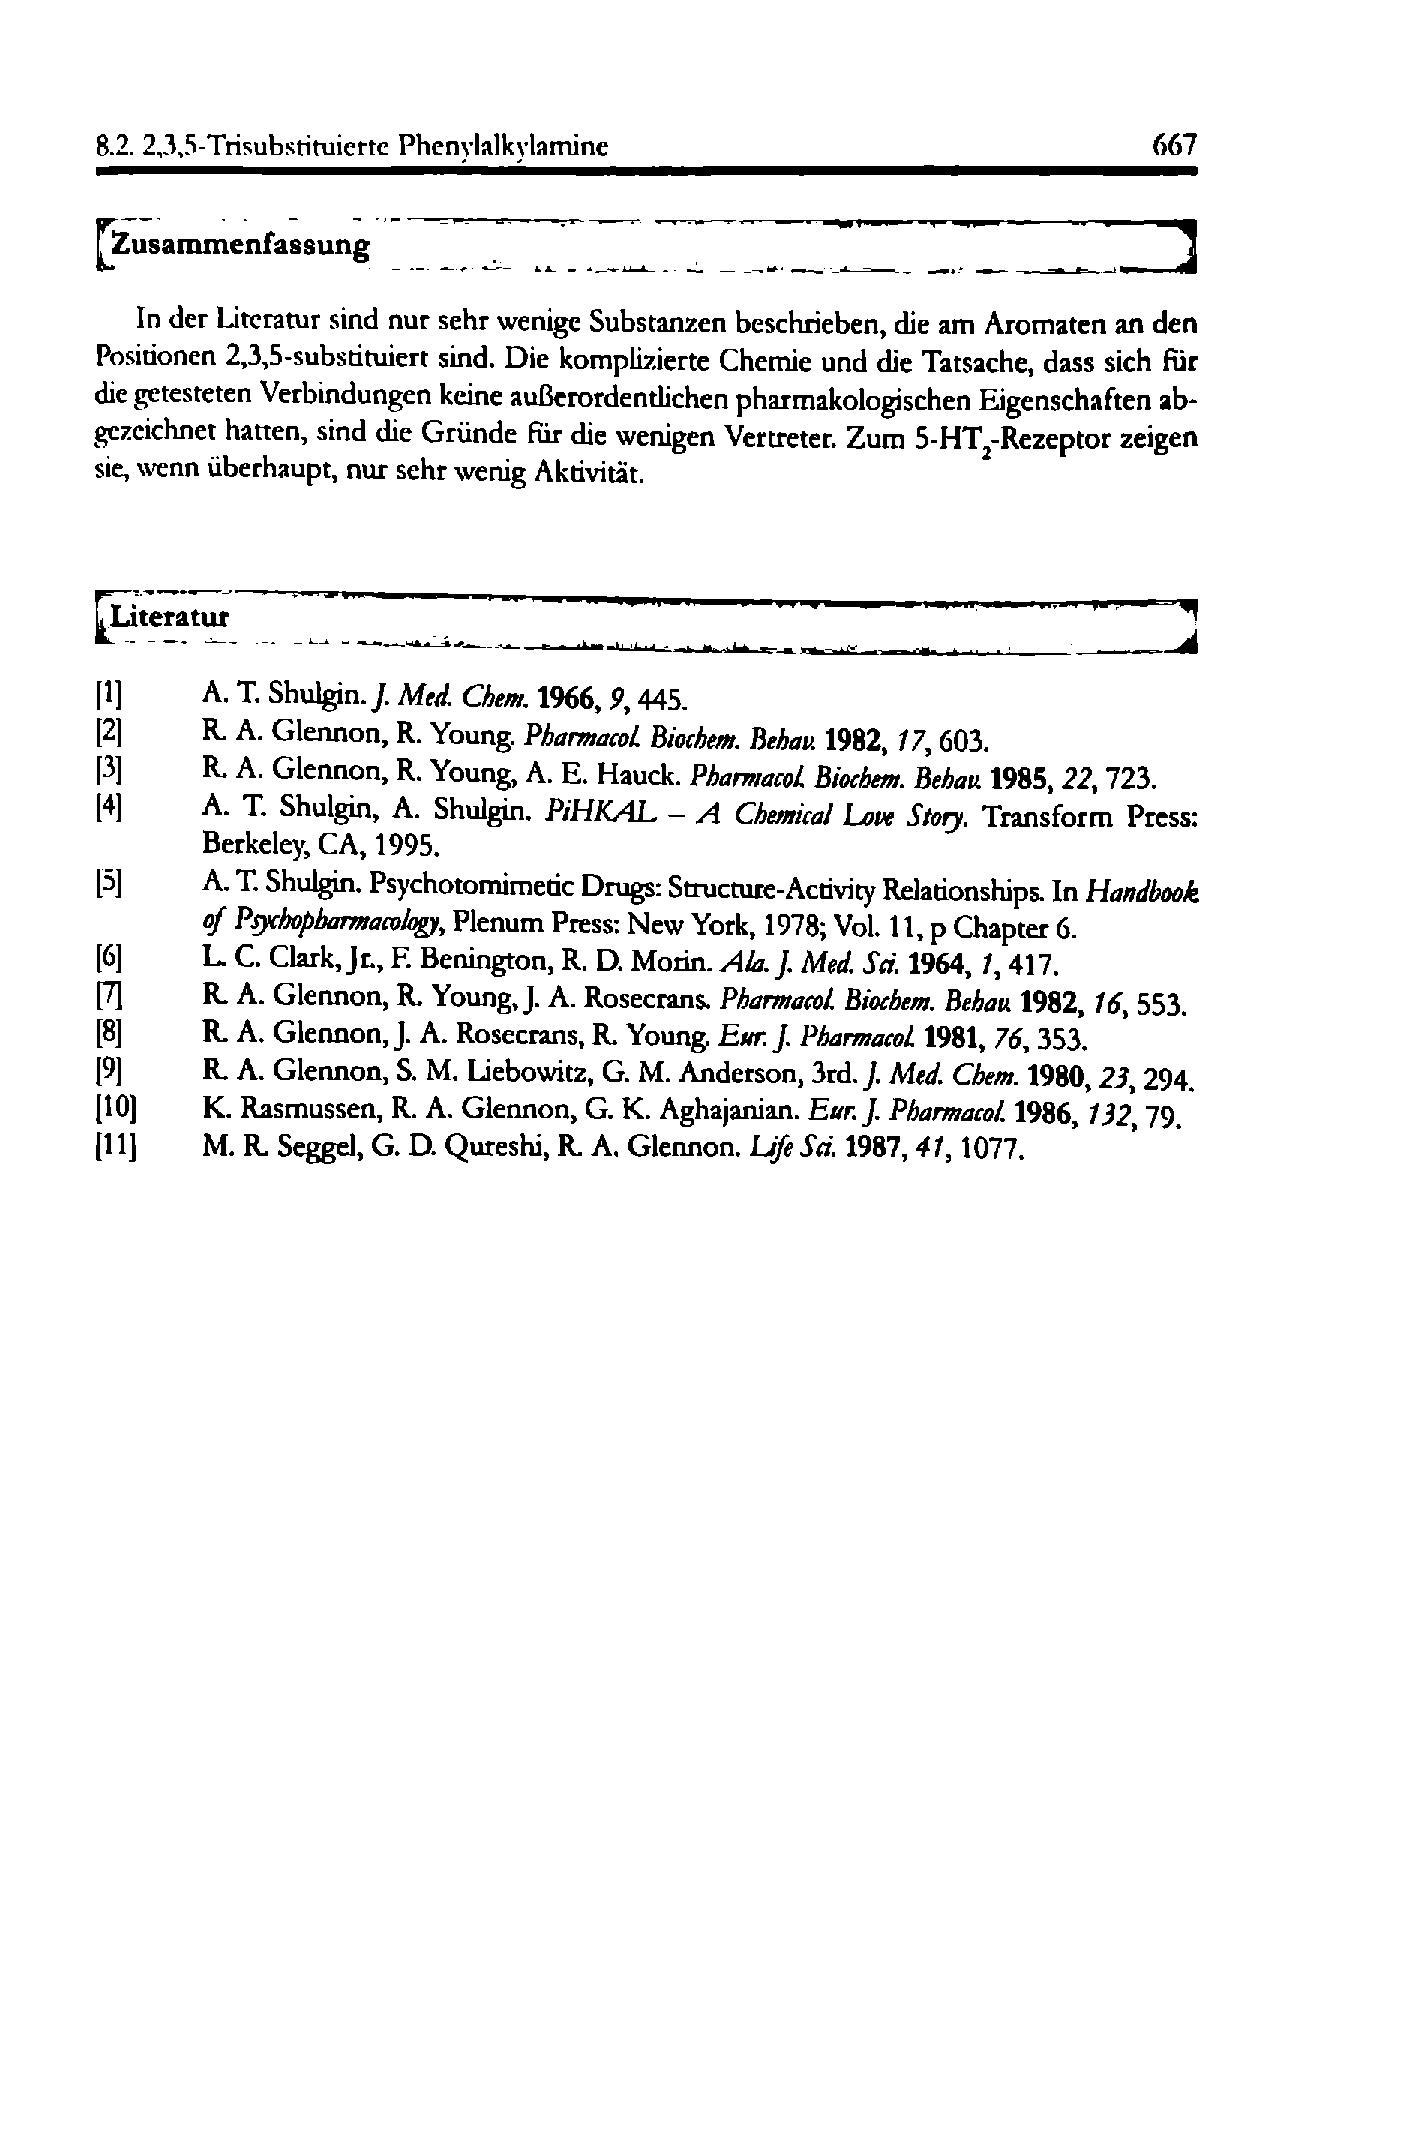 8.2. 2,3,5-Trisubstituierte Phenylalkylamine 667
Zusammenfassung
In der Literatur sind nur sehr wenige Substanzen beschrieben, die am Aromaten an den
Positionen 2,3,5-substituiert sind. Die komplizierte Chemie und die Tatsache, dass sich für
die getesteten Verbindungen keine außerordentlichen pharmakologischen Eigenschaften ab-
gezeichnet hatten, sind die Gründe für die wenigen Vertreter. Zum 5-HT₂-Rezeptor zeigen
sie, wenn überhaupt, nur sehr wenig Aktivität.
Literatur
[1] A. T. Shulgin. J. Med. Chem. 1966, 9, 445.
[2] R. A. Glennon, R. Young. Pharmacol. Biochem. Behav. 1982, 17, 603.
[3] R. A. Glennon, R. Young, A. E. Hauck. Pharmacol. Biochem. Behav. 1985, 22, 723.
[4] A. T. Shulgin, A. Shulgin. PiHKAL – A Chemical Love Story. Transform Press:
Berkeley, CA, 1995.
[5] A. T. Shulgin. Psychotomimetic Drugs: Structure-Activity Relationships. In Handbook
of Psychopharmacology, Plenum Press: New York, 1978; Vol. 11, p Chapter 6.
[6] L. C. Clark, Jr., F. Benington, R. D. Morin. Ala. J. Med. Sci. 1964, 1, 417.
[7] R. A. Glennon, R. Young, J. A. Rosecrans. Pharmacol. Biochem. Behav. 1982, 16, 553.
[8] R. A. Glennon, J. A. Rosecrans, R. Young. Eur. J. Pharmacol. 1981, 76, 353.
[9] R. A. Glennon, S. M. Liebowitz, G. M. Anderson, 3rd. J. Med. Chem. 1980, 23, 294.
[10] K. Rasmussen, R. A. Glennon, G. K. Aghajanian. Eur. J. Pharmacol. 1986, 132, 79.
[11] M. R. Seggel, G. D. Qureshi, R. A. Glennon. Life Sci. 1987, 41, 1077.